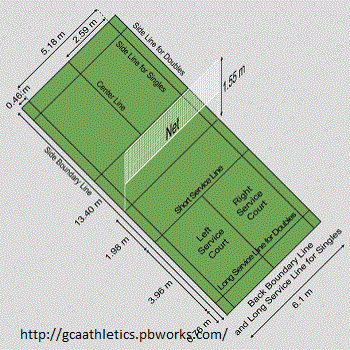 5.18 m
2.59 m
0.46 m
Side Line for Doubles
Side Line for Singles
Center Line
1.55 m
Net
Side Boundary Line
13.40 m
Short Service Line
Right
Service
Court
Left
Service
Court
1.98 m
Long Service Line for Doubles
3.96 m
Back Boundary Line
and Long Service Line for Singles
6.1 m
0.76 m
http://gcaathletics.pbworks.com/